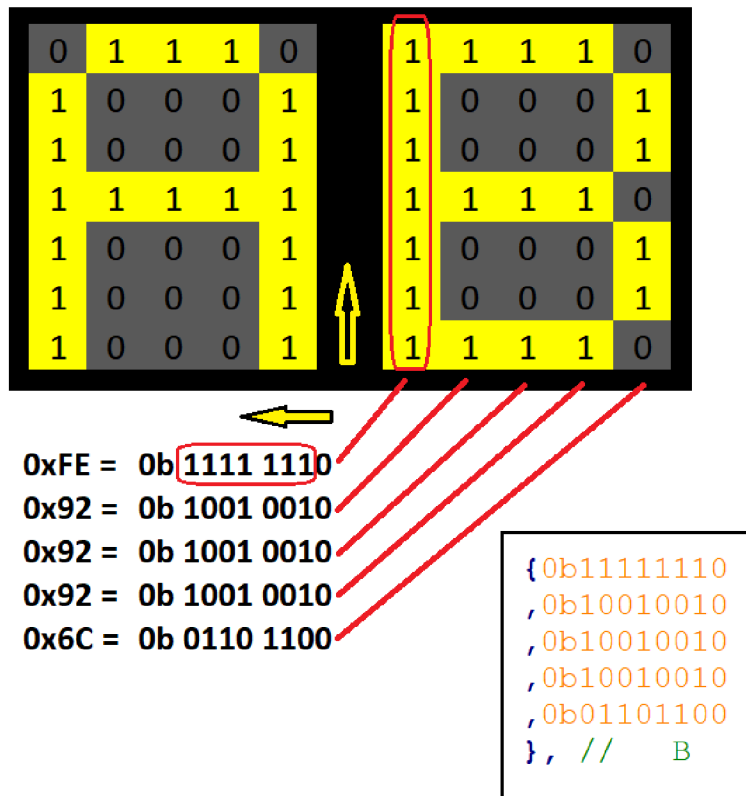 0 1 1 1 0 1 1 1 1 0
1 0 0 0 1 1 0 0 0 1
1 0 0 0 1 1 0 0 0 1
1 1 1 1 1 1 1 1 1 0
1 0 0 0 1 1 0 0 0 1
1 0 0 0 1 1 0 0 0 1
1 0 0 0 1 1 1 1 1 0
0xFE = 0b 1111 1110
0x92 = 0b 1001 0010
0x92 = 0b 1001 0010
0x92 = 0b 1001 0010
0x6C = 0b 0110 1100
{0b11111110
,0b10010010
,0b10010010
,0b10010010
,0b01101100
}, // B